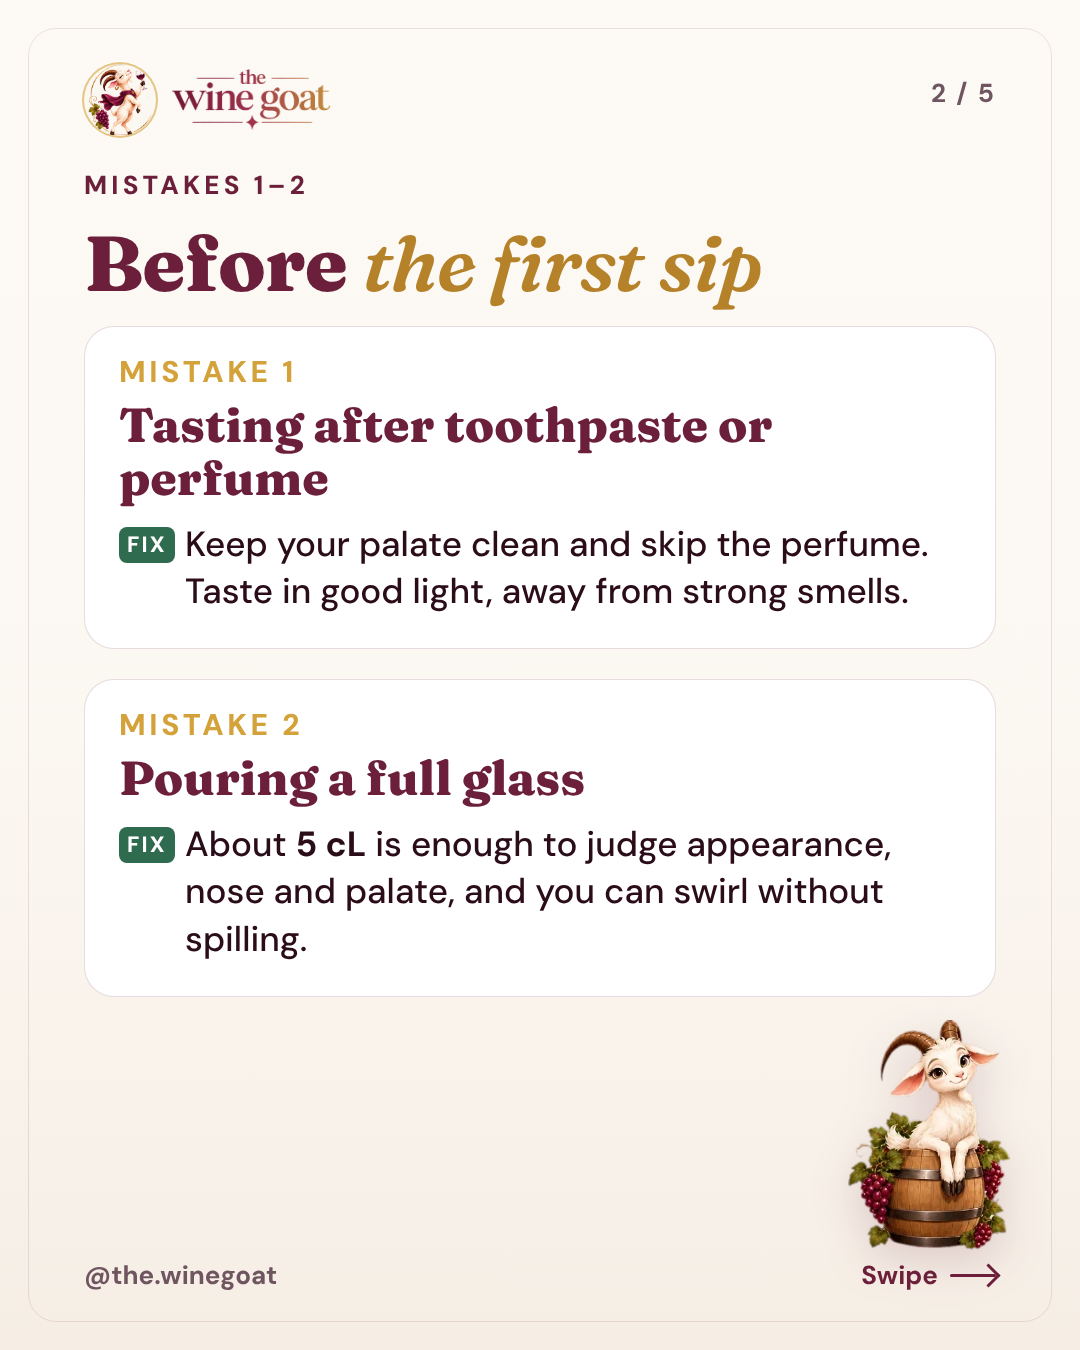 the
wine goat
2 / 5
MISTAKES 1–2
Before the first sip
MISTAKE 1
Tasting after toothpaste or
perfume
FIX Keep your palate clean and skip the perfume.
Taste in good light, away from strong smells.
MISTAKE 2
Pouring a full glass
FIX About 5 cL is enough to judge appearance,
nose and palate, and you can swirl without
spilling.
@the.winegoat
Swipe